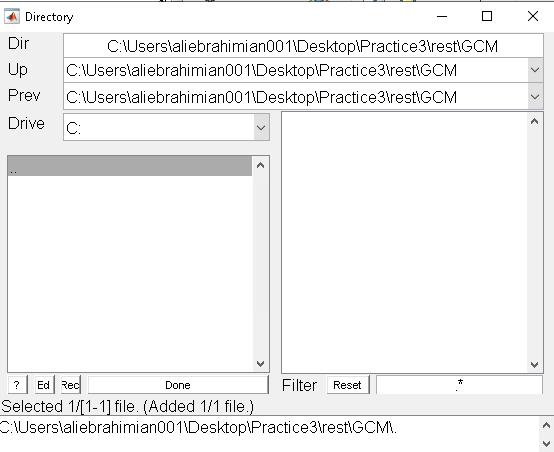 Directory
Dir C:\Users\aliebrahimian001\Desktop\Practice3\rest\GCM
Up C:\Users\aliebrahimian001\Desktop\Practice3\rest\GCM
Prev C:\Users\aliebrahimian001\Desktop\Practice3\rest\GCM
Drive C:
..
? Ed Rec Done Filter Reset .*
Selected 1/[1-1] file. (Added 1/1 file.)
C:\Users\aliebrahimian001\Desktop\Practice3\rest\GCM\.